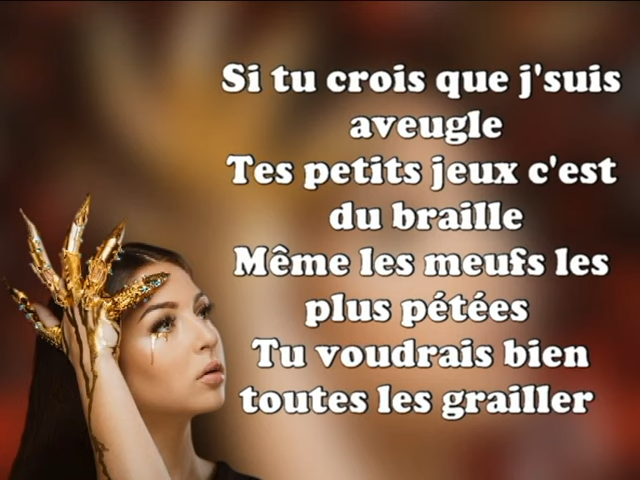 Si tu crois que j'suis
aveugle
Tes petits jeux c'est
du braille
Même les meufs les
plus pétées
Tu voudrais bien
toutes les grailler